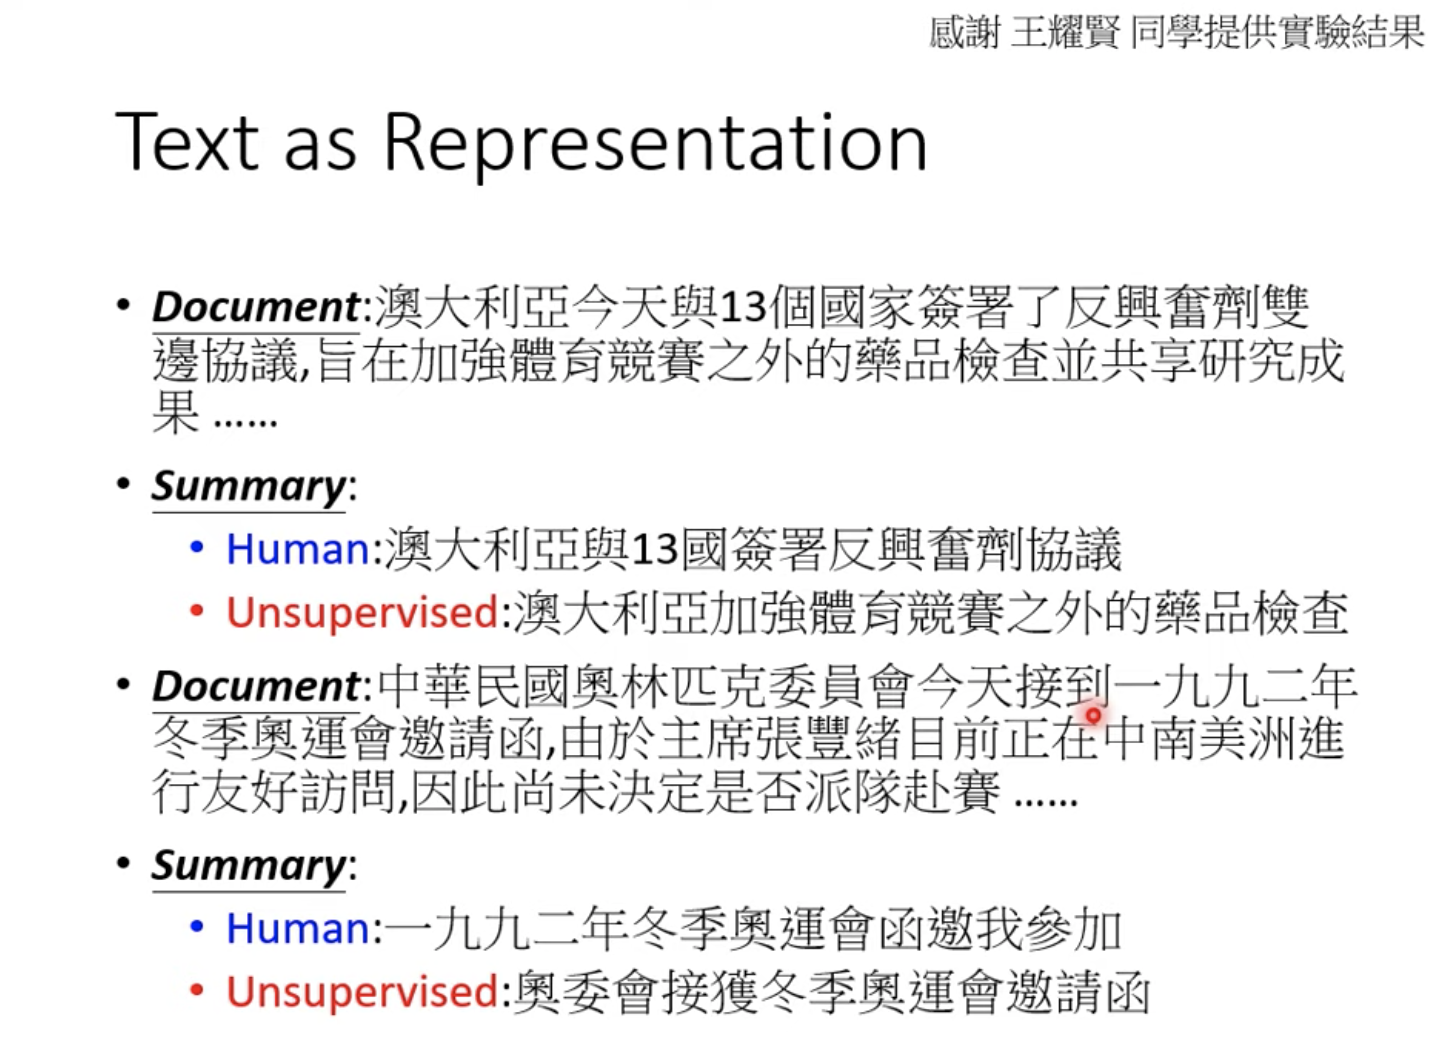 感謝 王耀賢 同學提供實驗結果
Text as Representation
• Document:澳大利亞今天與13個國家簽署了反興奮劑雙
邊協議,旨在加強體育競賽之外的藥品檢查並共享研究成
果 ……
• Summary:
• Human:澳大利亞與13國簽署反興奮劑協議
• Unsupervised:澳大利亞加強體育競賽之外的藥品檢查
• Document:中華民國奧林匹克委員會今天接到一九九二年
冬季奧運會邀請函,由於主席張豐緒目前正在中南美洲進
行友好訪問,因此尚未決定是否派隊赴賽 ……
• Summary:
• Human:一九九二年冬季奧運會函邀我參加
• Unsupervised:奧委會接獲冬季奧運會邀請函